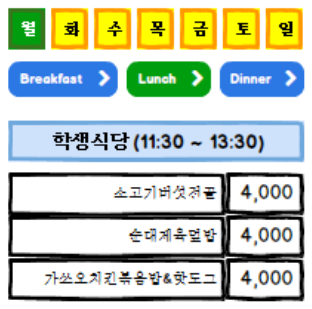 월 화 수 목 금 토 일
Breakfast Lunch Dinner
학생식당 (11:30 ~ 13:30)
소고기버섯전골 4,000
순대제육덮밥 4,000
가쓰오치킨볶음밥&핫도그 4,000